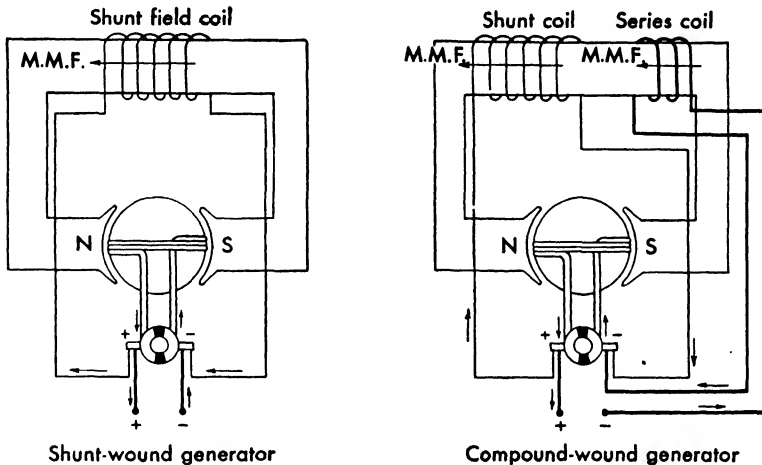 Shunt field coil
M.M.F.
N S
+ −
+ −
Shunt-wound generator
Shunt coil Series coil
M.M.F. M.M.F.
N S
+ −
+ −
Compound-wound generator